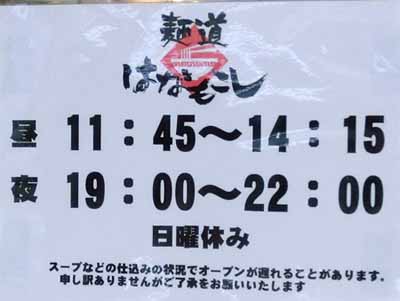 麺道
はなもこし
昼 11：45〜14：15
夜 19：00〜22：00
日曜休み
スープなどの仕込みの状況でオープンが遅れることがあります。
申し訳ありませんがご了承をお願いいたします